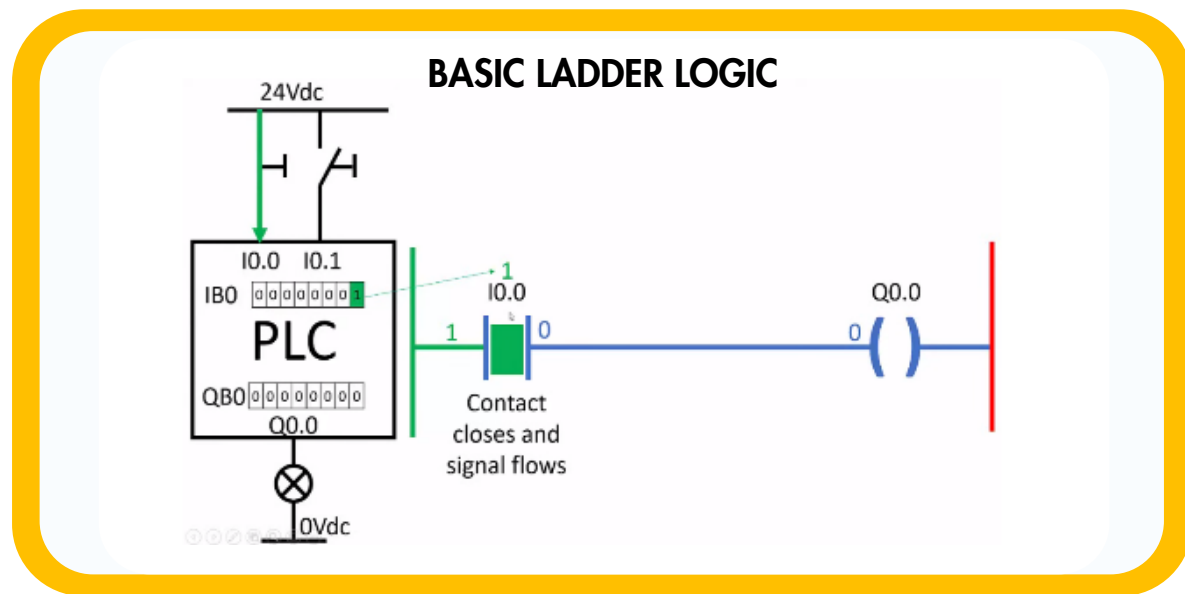 BASIC LADDER LOGIC
24Vdc
I0.0 I0.1
IB0 0 0 0 0 0 0 0 1
PLC
QB0 0 0 0 0 0 0 0 0
Q0.0
0Vdc
1
I0.0
1 0
Contact
closes and
signal flows
Q0.0
0